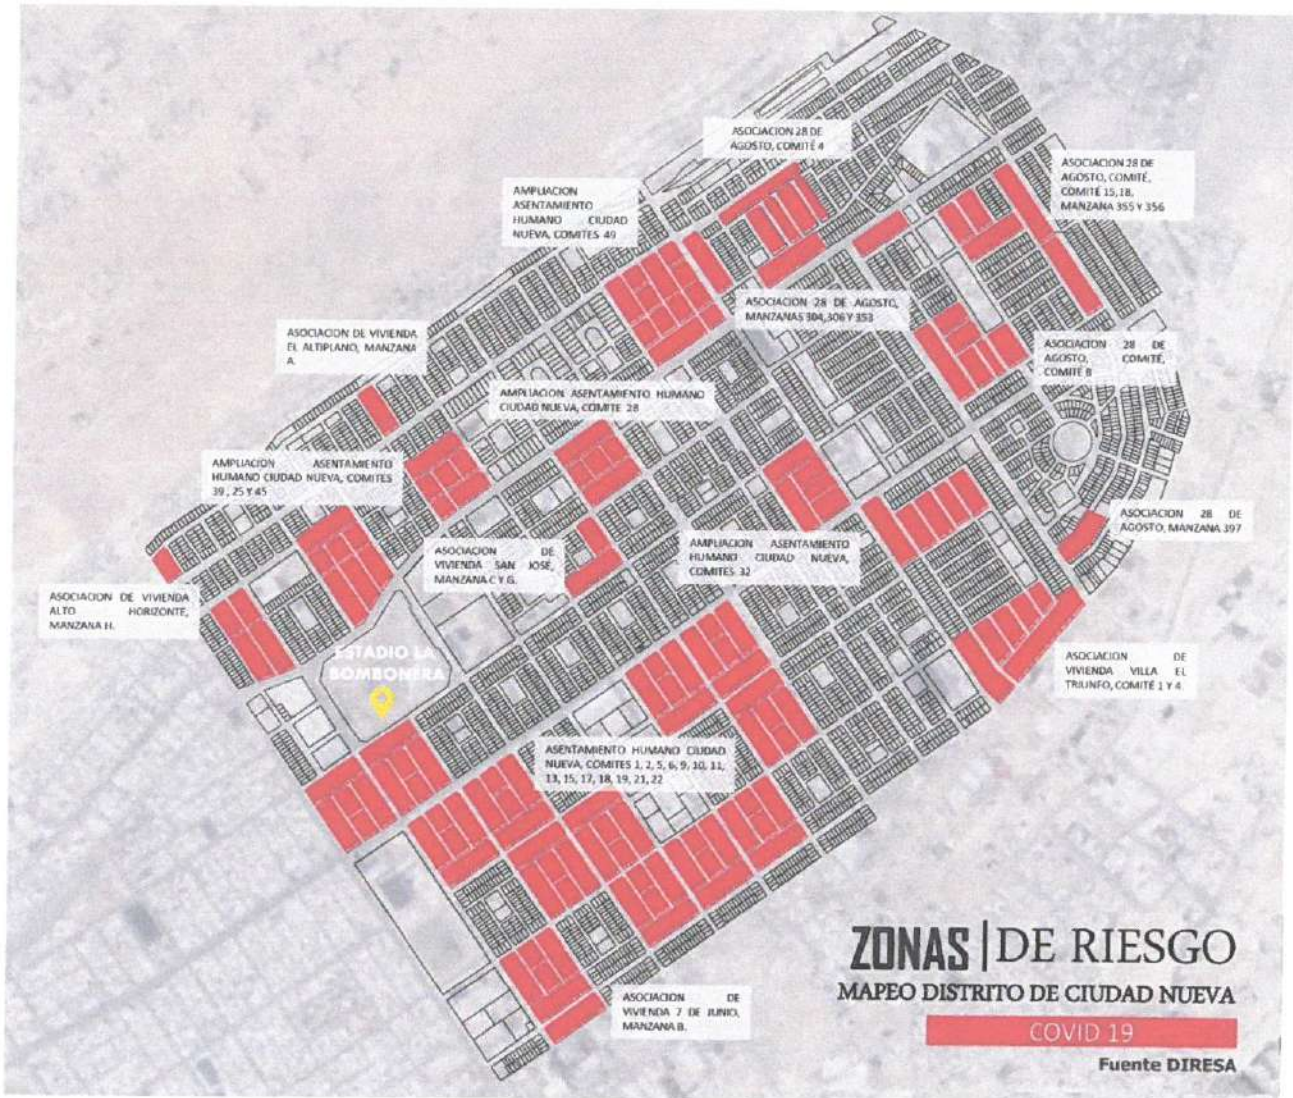 ASOCIACION 28 DE
AGOSTO, COMITÉ 4
ASOCIACION 28 DE
AGOSTO, COMITÉ,
COMITÉ 15,18,
MANZANA 355 Y 356
AMPLIACION
ASENTAMIENTO
HUMANO CIUDAD
NUEVA, COMITES 49
ASOCIACION 28 DE AGOSTO,
MANZANAS 304,306 Y 353
ASOCIACION DE VIVIENDA
EL ALTIPLANO, MANZANA
A.
ASOCIACION 28 DE
AGOSTO, COMITÉ,
COMITÉ 8
AMPLIACION ASENTAMIENTO HUMANO
CIUDAD NUEVA, COMITE 28
AMPLIACION ASENTAMIENTO
HUMANO CIUDAD NUEVA, COMITES
39 , 25 Y 45
ASOCIACION 28 DE
AGOSTO, MANZANA 397
AMPLIACION ASENTAMIENTO
HUMANO CIUDAD NUEVA,
COMITES 32
ASOCIACION DE
VIVIENDA SAN JOSÉ,
MANZANA C Y G.
ASOCIACION DE VIVIENDA
ALTO HORIZONTE,
MANZANA H.
ESTADIO LA
BOMBONERA
ASOCIACION DE
VIVIENDA VILLA EL
TRIUNFO, COMITÉ 1 Y 4
ASENTAMIENTO HUMANO CIUDAD
NUEVA, COMITES 1, 2, 5, 6, 9, 10, 11,
13, 15, 17, 18, 19, 21, 22
ASOCIACION DE
VIVIENDA 7 DE JUNIO,
MANZANA B.
ZONAS | DE RIESGO
MAPEO DISTRITO DE CIUDAD NUEVA
COVID 19
Fuente DIRESA